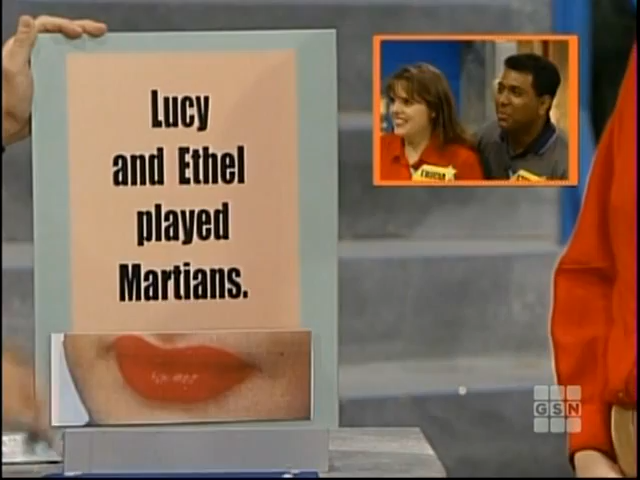 Lucy
and Ethel
played
Martians.
GSN